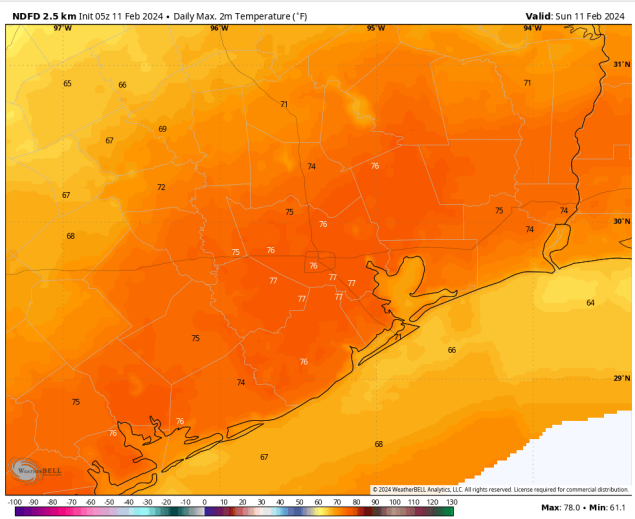 NDFD 2.5 km Init 05z 11 Feb 2024 • Daily Max. 2m Temperature (°F) Valid: Sun 11 Feb 2024
97°W 96°W 95°W 94°W
31°N
65 66 71 71
69
67
74 76
72
67
75 75 74
76 30°N
74
68
75 76
76
77 77 77
77 77
64
75 71
66
76
29°N
74
75
76
76
68
67
WeatherBELL
© 2024 WeatherBELL Analytics, LLC. All rights reserved. License required for commercial distribution.
-100 -90 -80 -70 -60 -50 -40 -30 -20 -10 0 10 20 30 40 50 60 70 80 90 100 110 120 130
Max: 78.0 • Min: 61.1